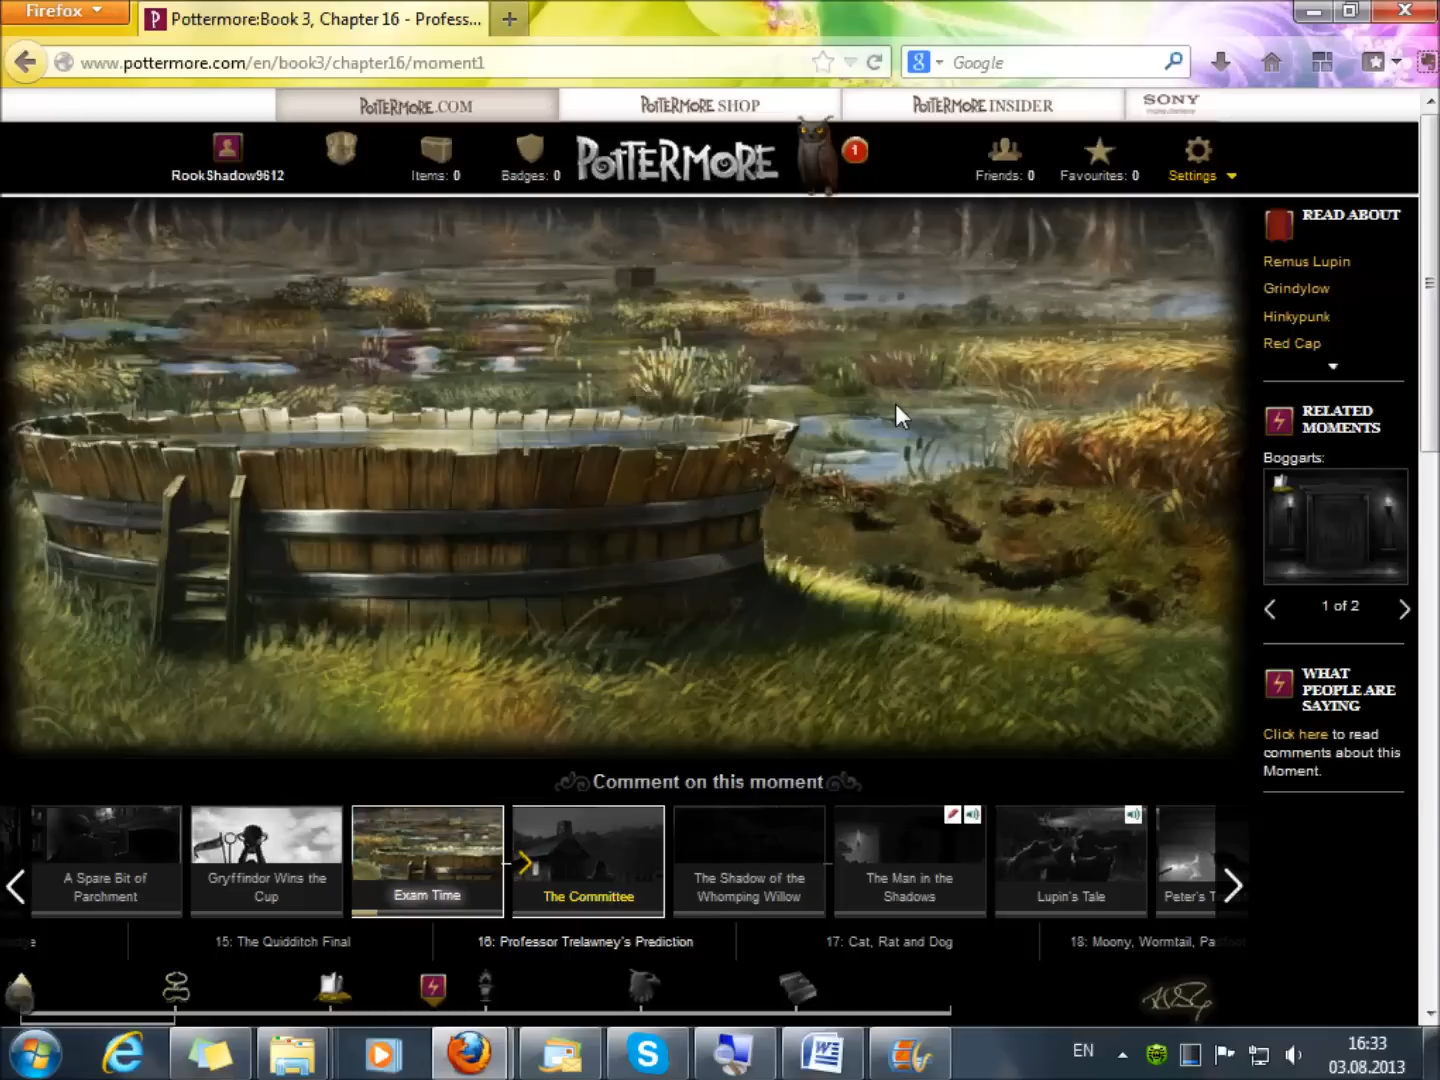 Firefox
Pottermore:Book 3, Chapter 16 - Profess...
www.pottermore.com/en/book3/chapter16/moment1
Google
POTTERMORE.COM
POTTERMORE SHOP
POTTERMORE INSIDER
SONY
RookShadow9612
Items: 0
Badges: 0
POTTERMORE
1
Friends: 0
Favourites: 0
Settings
READ ABOUT
Remus Lupin
Grindylow
Hinkypunk
Red Cap
RELATED
MOMENTS
Boggarts:
1 of 2
WHAT
PEOPLE ARE
SAYING
Click here to read
comments about this
Moment.
Comment on this moment
A Spare Bit of
Parchment
Gryffindor Wins the
Cup
Exam Time
The Committee
The Shadow of the
Whomping Willow
The Man in the
Shadows
Lupin's Tale
Peter's T
15: The Quidditch Final
16: Professor Trelawney's Prediction
17: Cat, Rat and Dog
18: Moony, Wormtail, Padfoot
EN
16:33
03.08.2013